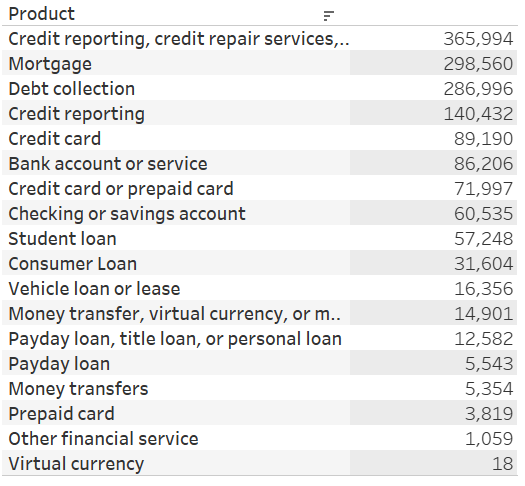 Product
Credit reporting, credit repair services,.. 365,994
Mortgage 298,560
Debt collection 286,996
Credit reporting 140,432
Credit card 89,190
Bank account or service 86,206
Credit card or prepaid card 71,997
Checking or savings account 60,535
Student loan 57,248
Consumer Loan 31,604
Vehicle loan or lease 16,356
Money transfer, virtual currency, or m.. 14,901
Payday loan, title loan, or personal loan 12,582
Payday loan 5,543
Money transfers 5,354
Prepaid card 3,819
Other financial service 1,059
Virtual currency 18